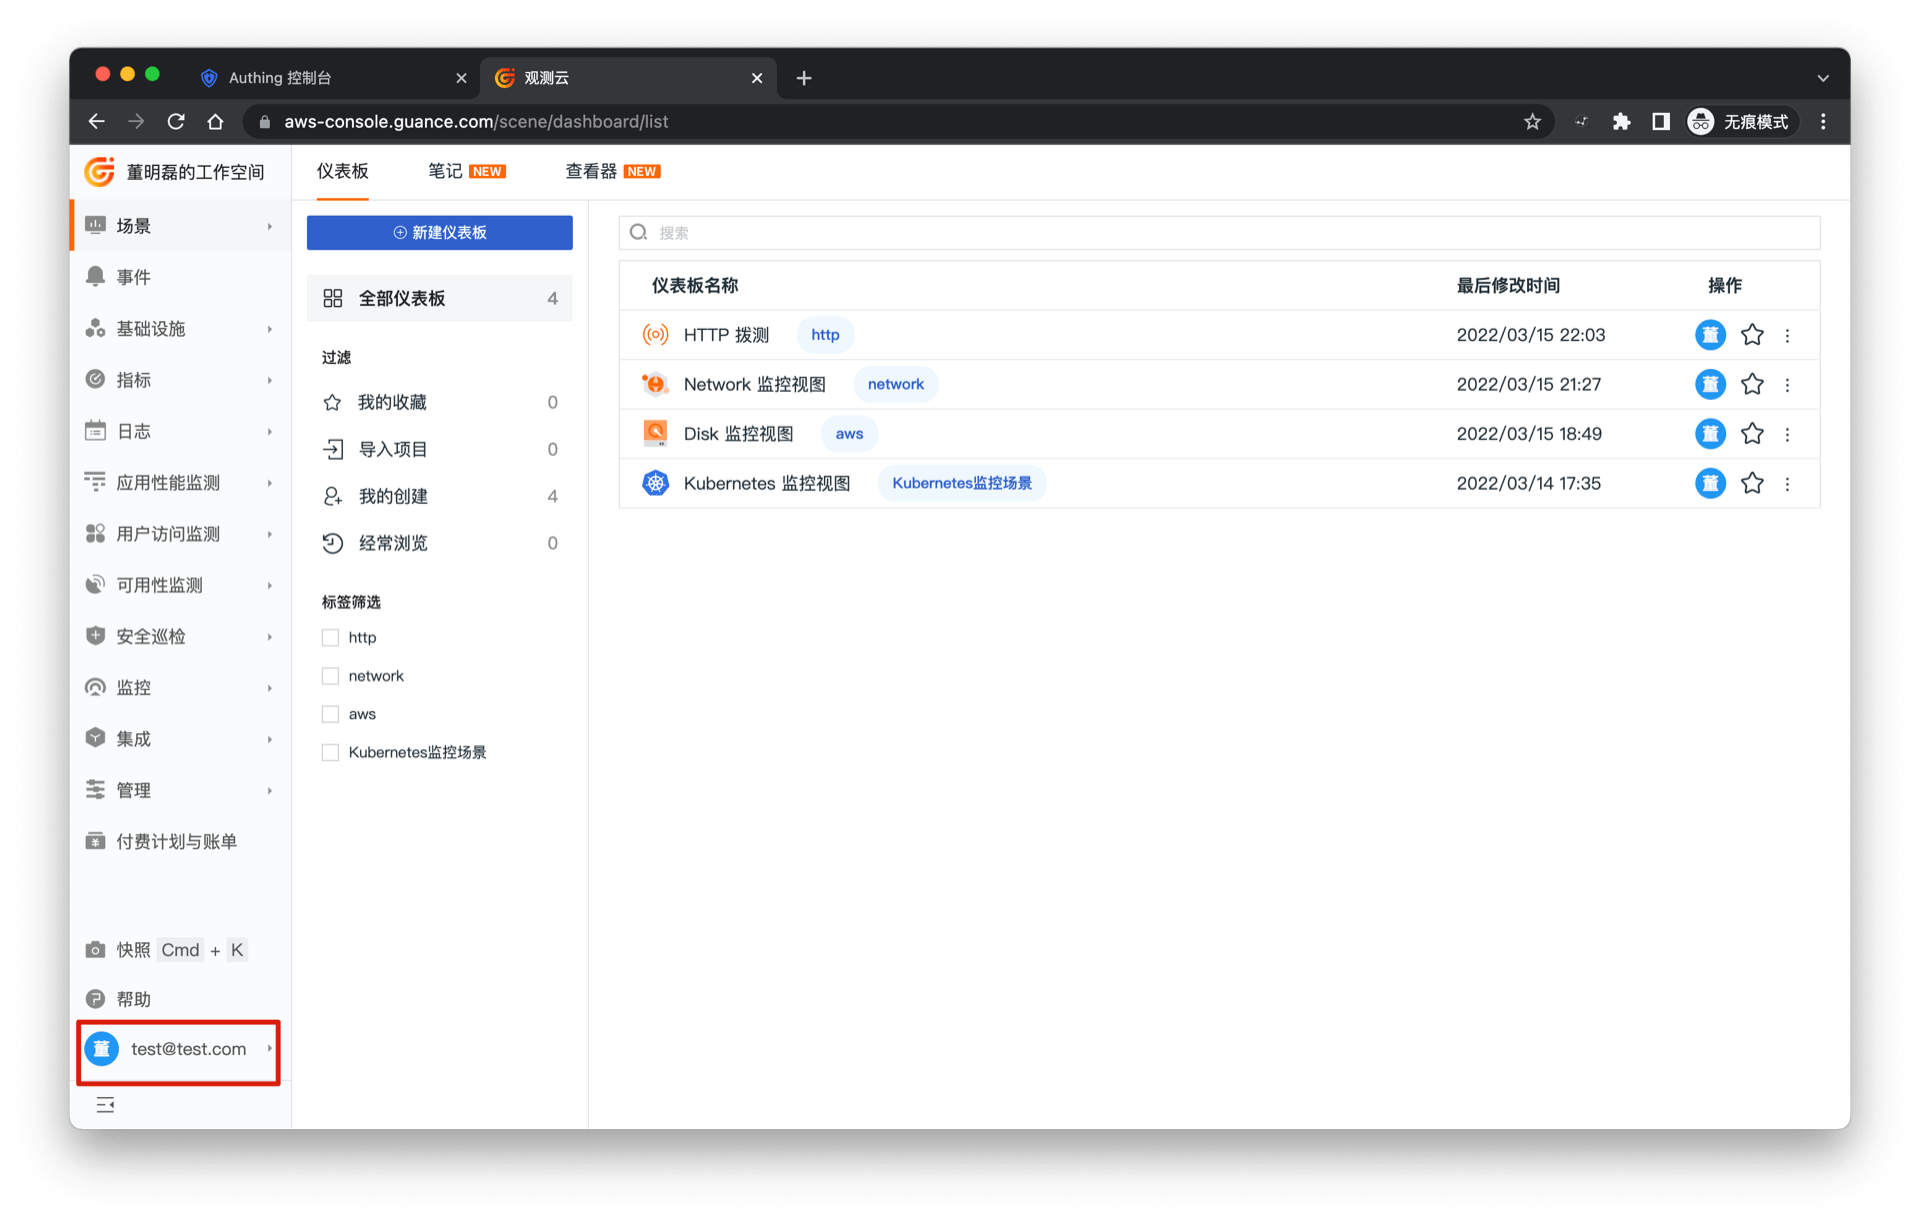 Authing 控制台
观测云
aws-console.guance.com/scene/dashboard/list
无痕模式
董明磊的工作空间
仪表板
笔记 NEW
查看器 NEW
场景
事件
基础设施
指标
日志
应用性能监测
用户访问监测
可用性监测
安全巡检
监控
集成
管理
付费计划与账单
快照 Cmd + K
帮助
董 test@test.com
新建仪表板
全部仪表板 4
过滤
我的收藏 0
导入项目 0
我的创建 4
经常浏览 0
标签筛选
http
network
aws
Kubernetes监控场景
搜索
仪表板名称 最后修改时间 操作
HTTP 拨测 http 2022/03/15 22:03 董
Network 监控视图 network 2022/03/15 21:27 董
Disk 监控视图 aws 2022/03/15 18:49 董
Kubernetes 监控视图 Kubernetes监控场景 2022/03/14 17:35 董